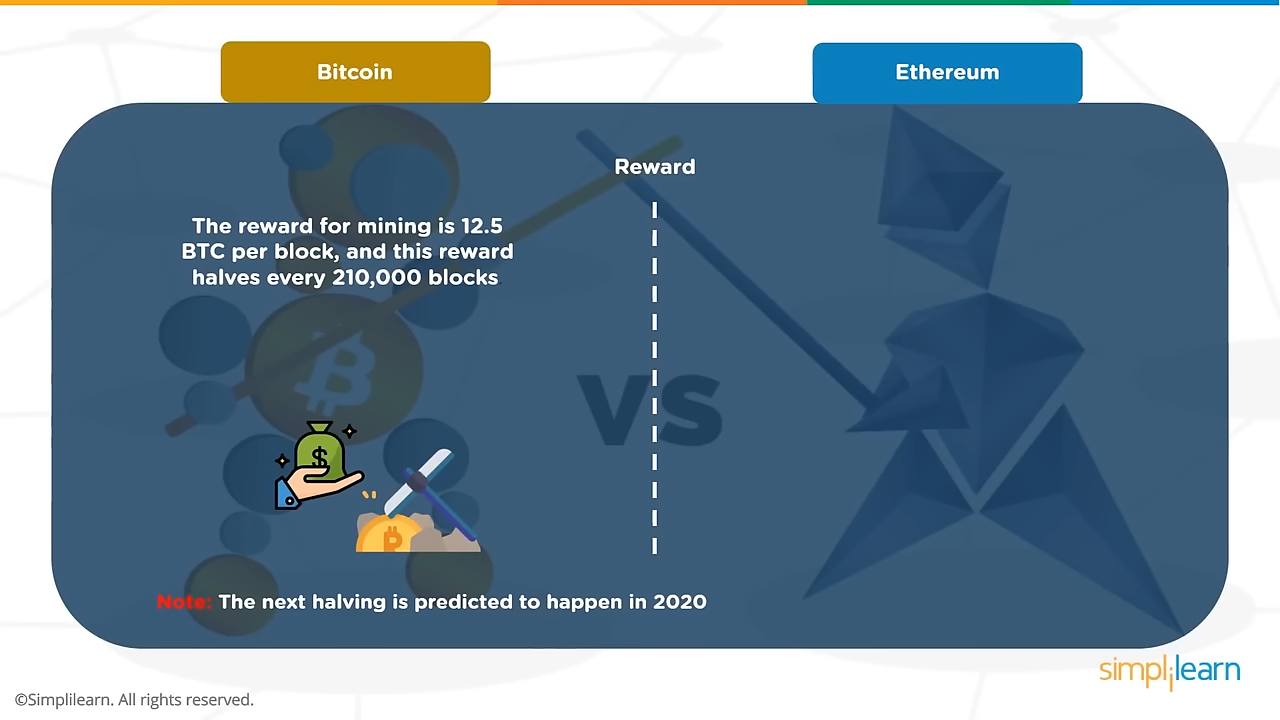 Bitcoin
Ethereum
Reward
The reward for mining is 12.5
BTC per block, and this reward
halves every 210,000 blocks
VS
Note: The next halving is predicted to happen in 2020
simplilearn
©Simplilearn. All rights reserved.